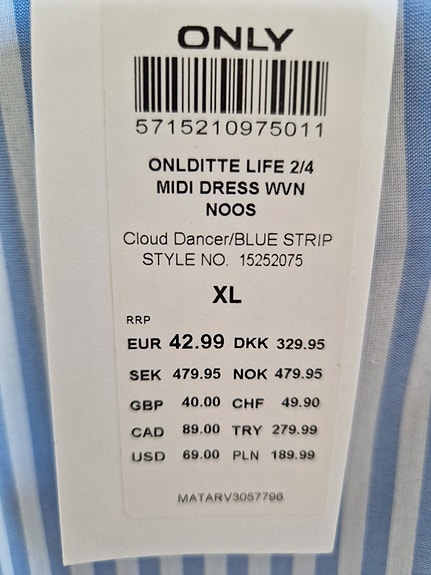 ONLY
5715210975011
ONLDITTE LIFE 2/4
MIDI DRESS WVN
NOOS
Cloud Dancer/BLUE STRIP
STYLE NO. 15252075
XL
RRP
EUR 42.99 DKK 329.95
SEK 479.95 NOK 479.95
GBP 40.00 CHF 49.90
CAD 89.00 TRY 279.99
USD 69.00 PLN 189.99
MATARV3057796